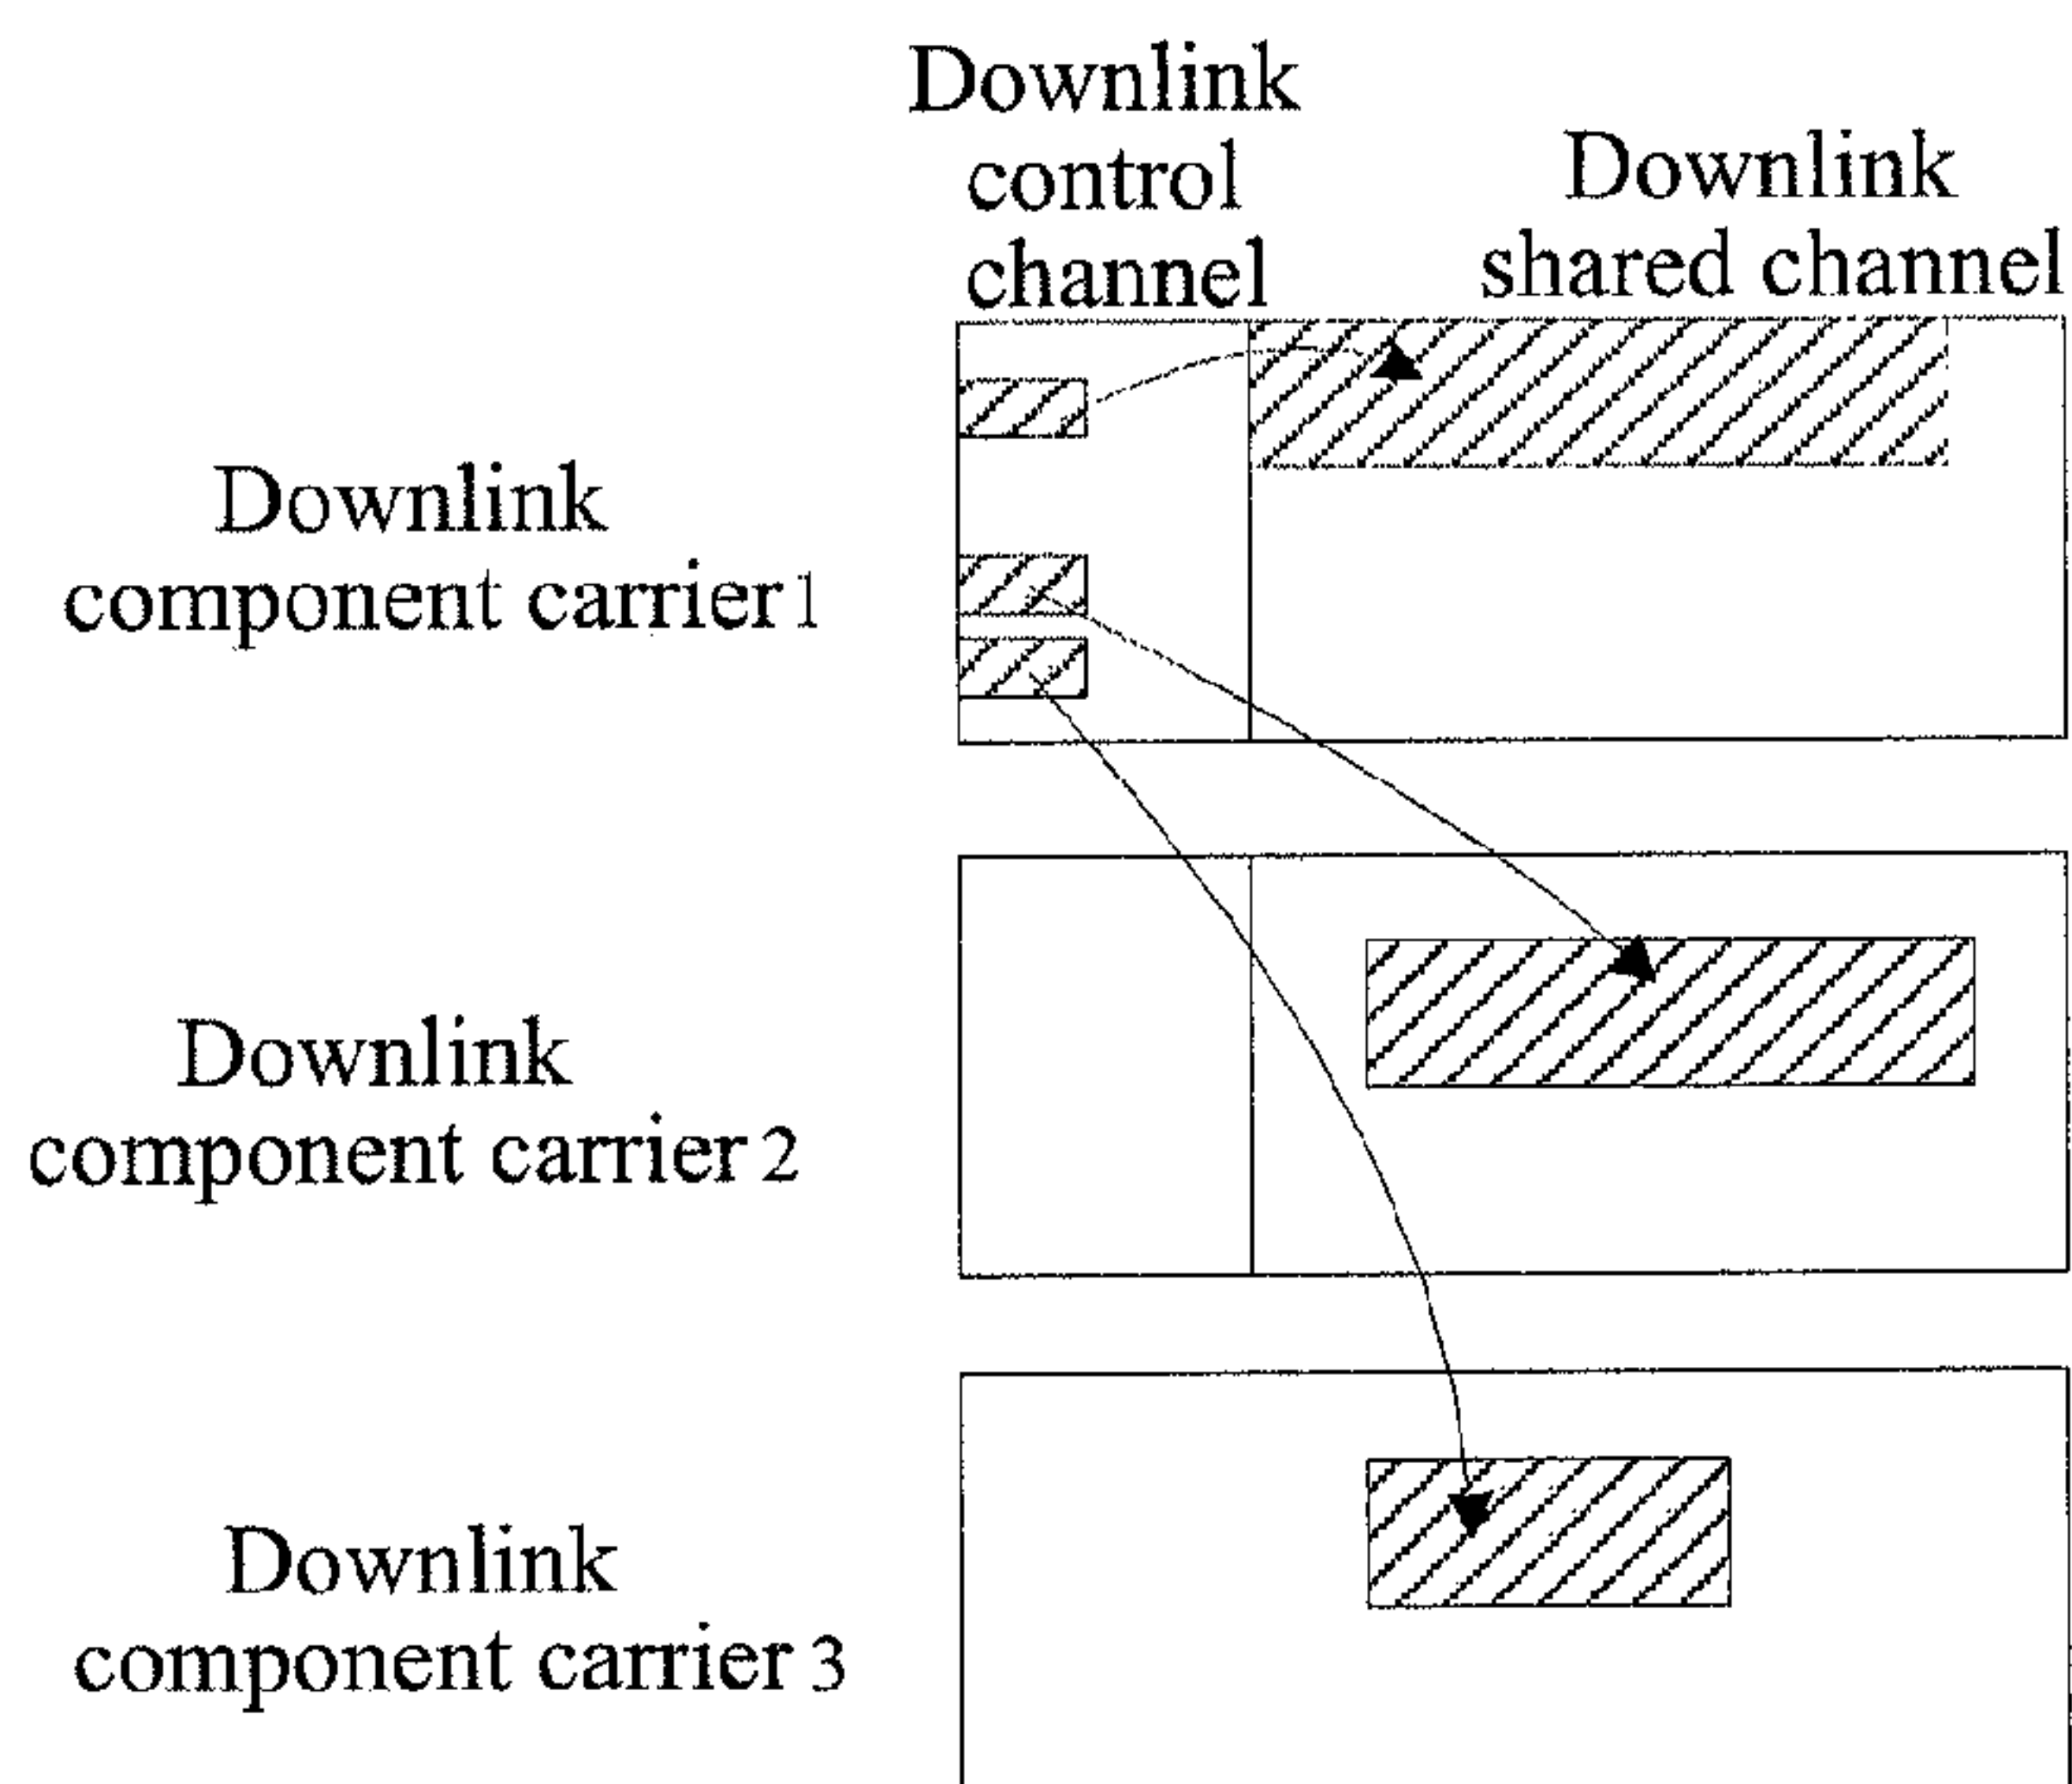 Downlink
control
channel
Downlink
shared channel
Downlink
component carrier 1
Downlink
component carrier 2
Downlink
component carrier 3